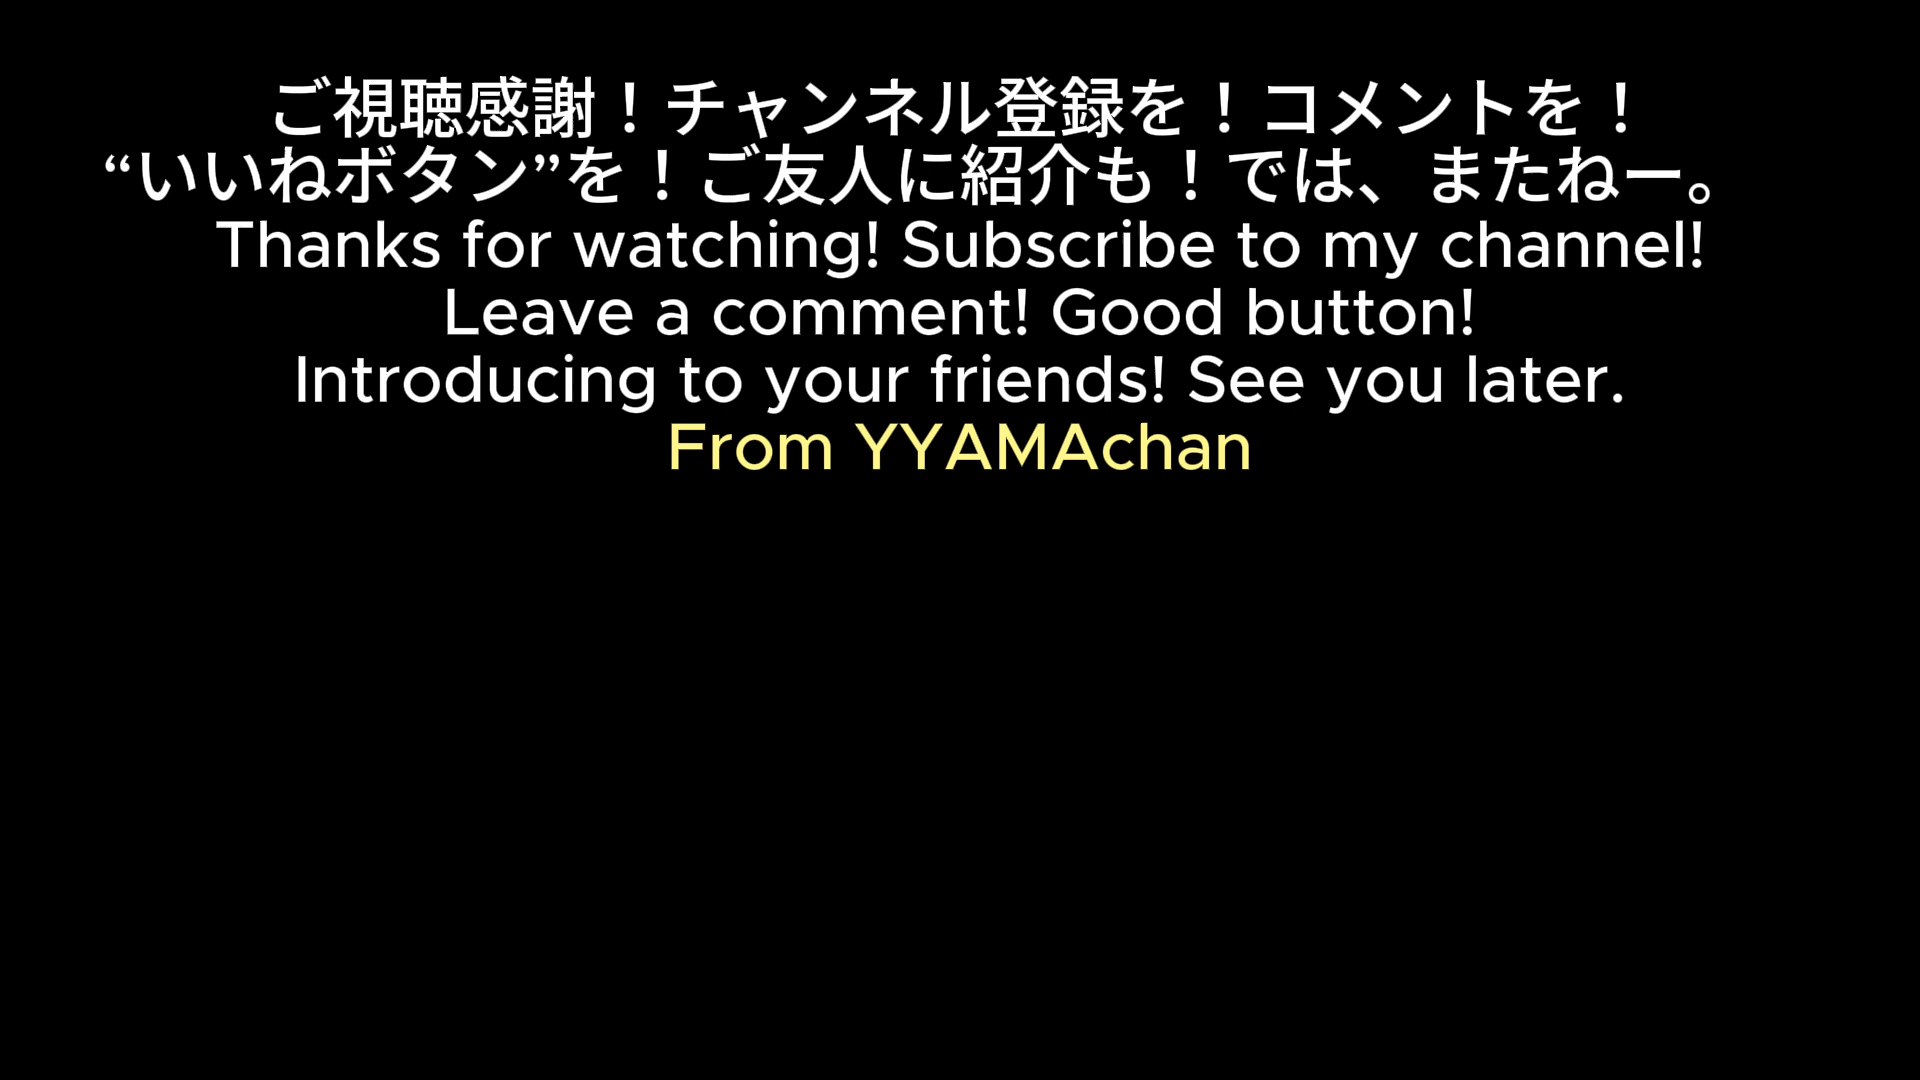 ご視聴感謝！チャンネル登録を！コメントを！
“いいねボタン”を！ご友人に紹介も！では、またねー。
Thanks for watching! Subscribe to my channel!
Leave a comment! Good button!
Introducing to your friends! See you later.
From YYAMAchan